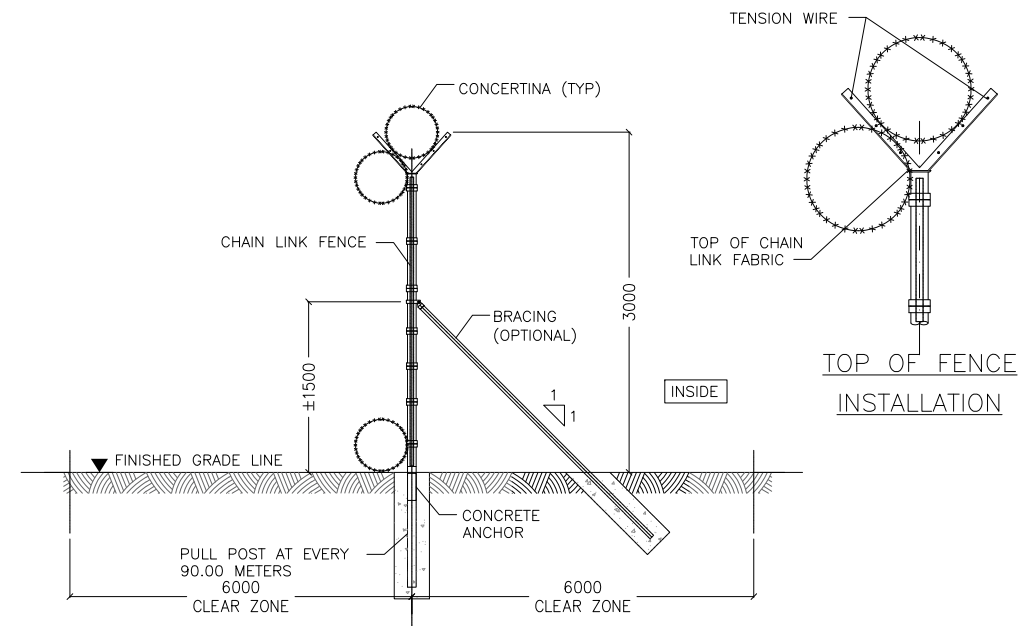 TENSION WIRE
CONCERTINA (TYP)
CHAIN LINK FENCE
TOP OF CHAIN
LINK FABRIC
3000
BRACING
(OPTIONAL)
±1500
TOP OF FENCE
INSTALLATION
INSIDE
1
1
FINISHED GRADE LINE
CONCRETE
ANCHOR
PULL POST AT EVERY
90.00 METERS
6000
CLEAR ZONE
6000
CLEAR ZONE